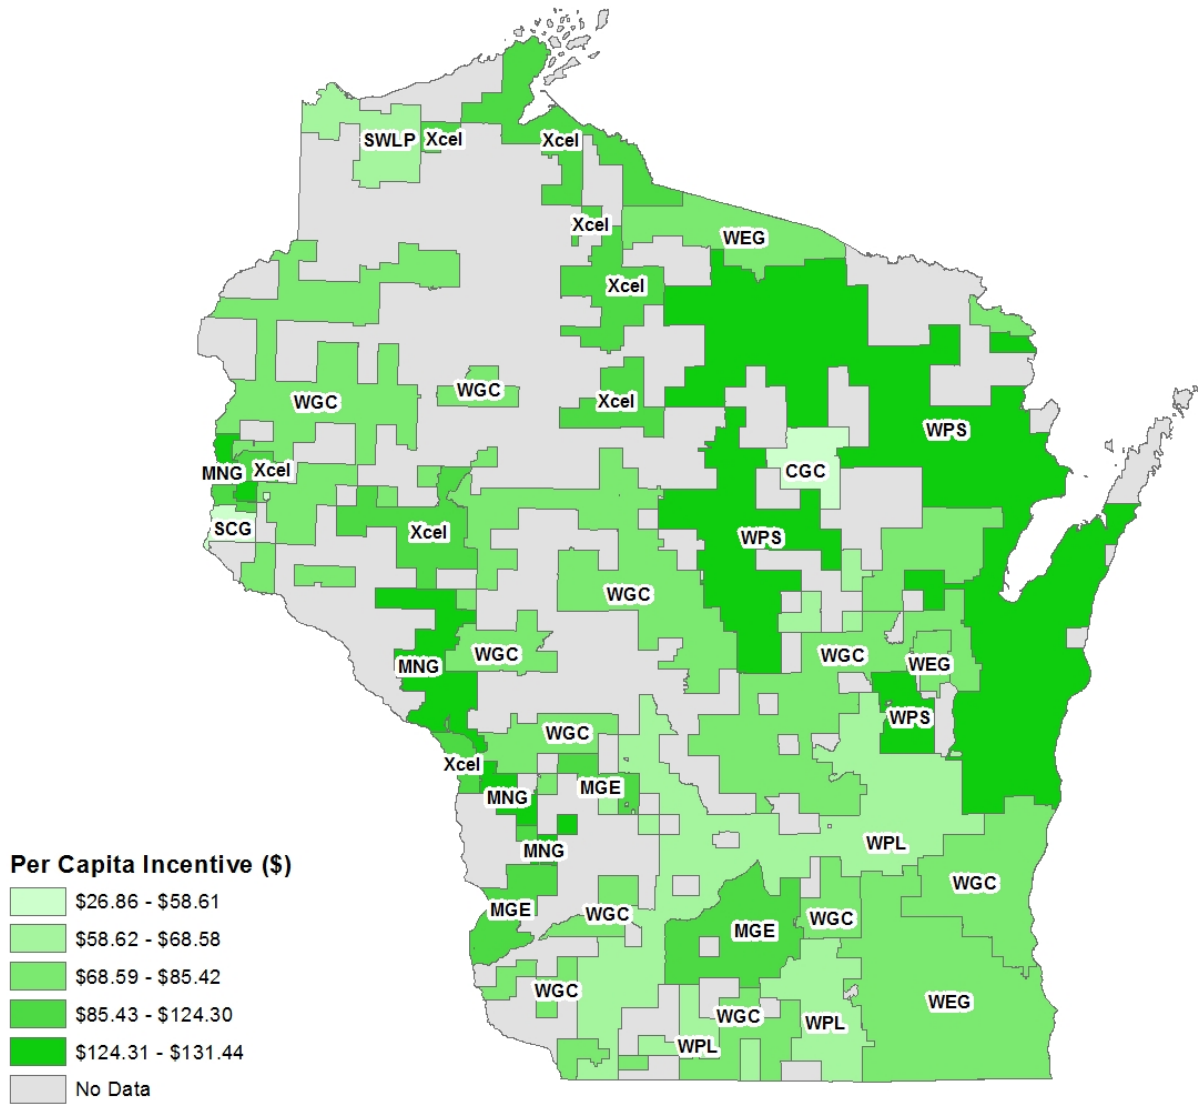 SWLP
Xcel
Xcel
Xcel
WEG
Xcel
WGC
WGC
Xcel
WPS
MNG
Xcel
CGC
SCG
Xcel
WPS
WGC
MNG
WGC
WGC
WEG
WPS
WGC
Xcel
MNG
MGE
MNG
WPL
WGC
MGE
WGC
MGE
WGC
WGC
WEG
WGC
WPL
WPL
Per Capita Incentive ($)
$26.86 - $58.61
$58.62 - $68.58
$68.59 - $85.42
$85.43 - $124.30
$124.31 - $131.44
No Data